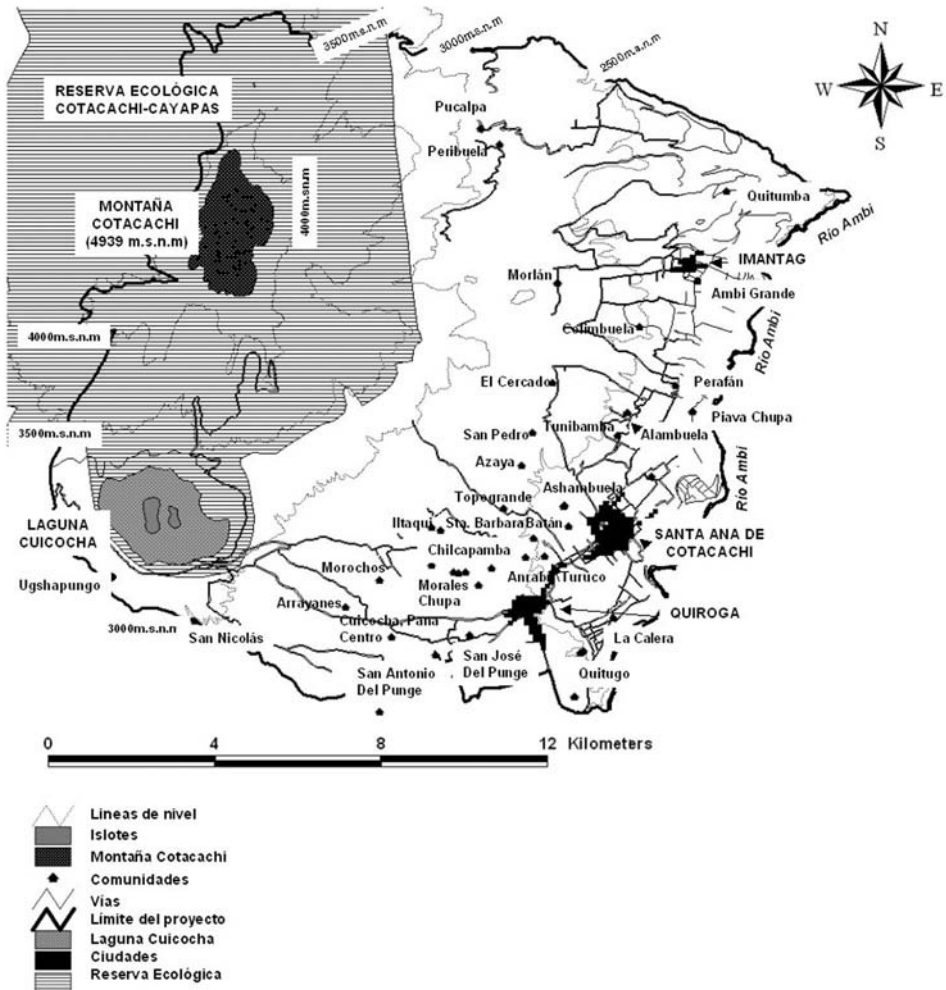 3500m.s.n.m
3000m.s.n.m
2500m.s.n.m
N
W
E
S
RESERVA ECOLÓGICA
COTACACHI-CAYAPAS
Pucalpa
Peribuela
4000m.sn.m
MONTAÑA
COTACACHI
(4939 m.s.n.m)
Quitumba
Río Ambi
IMANTAG
Morlán
Ambi Grande
Colimbuela
4000m.s.n.m
Río Ambi
El Cercado
Perafán
Piava Chupa
3500m.s.n.m
San Pedro
Tunibamba
Alambuela
Azaya
Río Ambi
Topogrande
Ashambuela
LAGUNA
CUICOCHA
Iltaqui
Sta. Barbara
Batán
SANTA ANA DE
COTACACHI
Chilcapamba
Ugshapungo
Morochos
Morales
Chupa
Turuco
Arrayanes
QUIROGA
3000m.s.n.n
San Nicolás
Cuicocha, Pana
Centro
La Calera
San Antonio
Del Punge
San José
Del Punge
Quitugo
0 4 8 12 Kilometers
Líneas de nivel
Islotes
Montaña Cotacachi
Comunidades
Vías
Límite del proyecto
Laguna Cuicocha
Ciudades
Reserva Ecológica